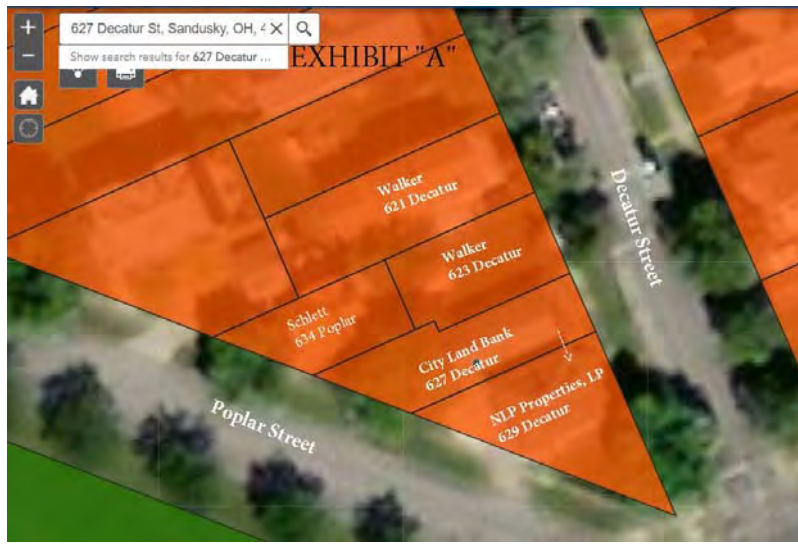 +
627 Decatur St, Sandusky, OH, 4
Show search results for 627 Decatur ...
−
EXHIBIT "A"
Walker
621 Decatur
Decatur Street
Walker
623 Decatur
Schlett
634 Poplar
City Land Bank
627 Decatur
NLP Properties, LP
629 Decatur
Poplar Street